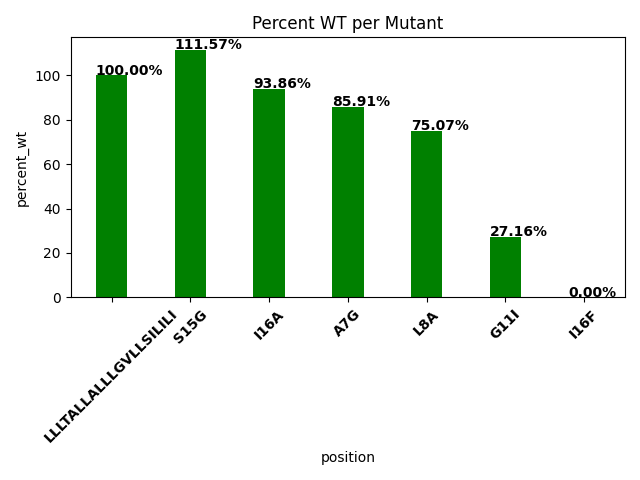 Percent WT per Mutant
percent_wt
100
80
60
40
20
0
100.00%
111.57%
93.86%
85.91%
75.07%
27.16%
0.00%
LLLTALLALLLGVLLSILILI
S15G
I16A
A7G
L8A
G11I
I16F
position